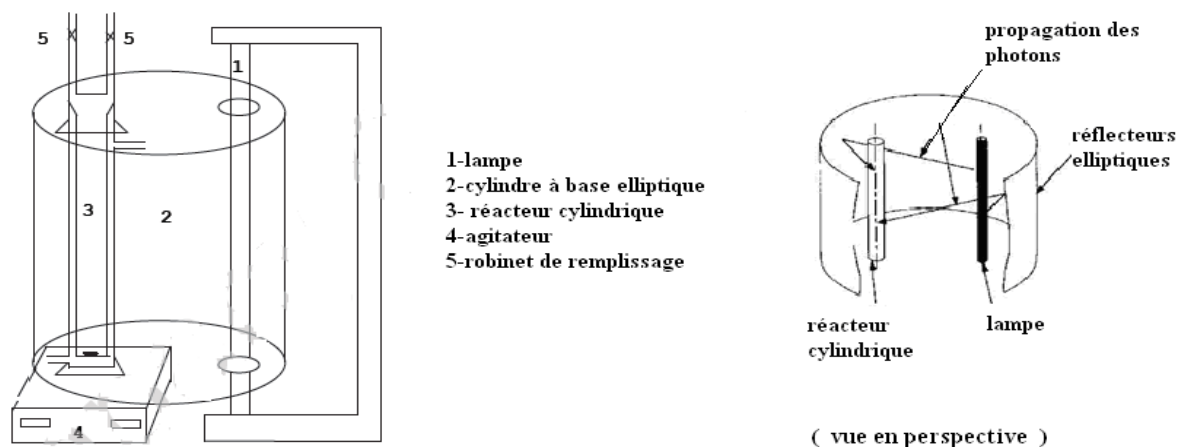 5
5
1
3
2
4
1-lampe
2-cylindre à base elliptique
3- réacteur cylindrique
4-agitateur
5-robinet de remplissage
propagation des
photons
réflecteurs
elliptiques
réacteur
cylindrique
lampe
( vue en perspective )